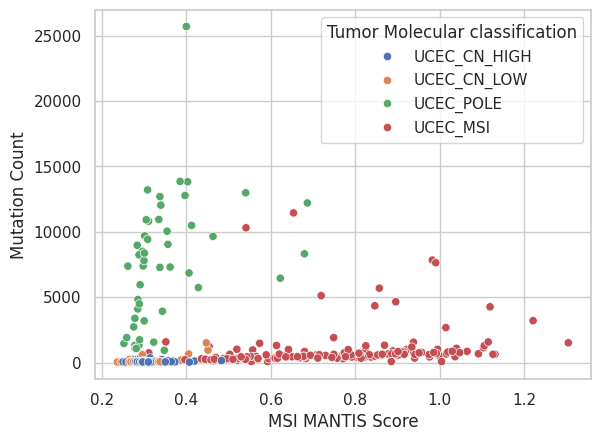 Tumor Molecular classification
UCEC_CN_HIGH
UCEC_CN_LOW
UCEC_POLE
UCEC_MSI
Mutation Count
25000
20000
15000
10000
5000
0
0.2 0.4 0.6 0.8 1.0 1.2
MSI MANTIS Score